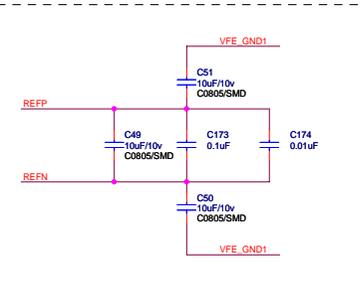 VFE_GND1
C51
10uF/10v
C0805/SMD
REFP
C49
10uF/10v
C0805/SMD
C173
0.1uF
C174
0.01uF
REFN
C50
10uF/10v
C0805/SMD
VFE_GND1